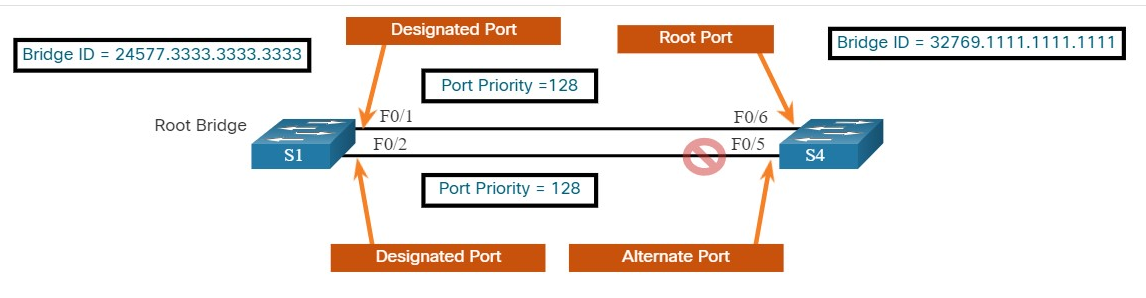 Designated Port
Root Port
Bridge ID = 24577.3333.3333.3333
Bridge ID = 32769.1111.1111.1111
Port Priority =128
Root Bridge
F0/1
F0/6
F0/2
F0/5
S1
S4
Port Priority = 128
Designated Port
Alternate Port